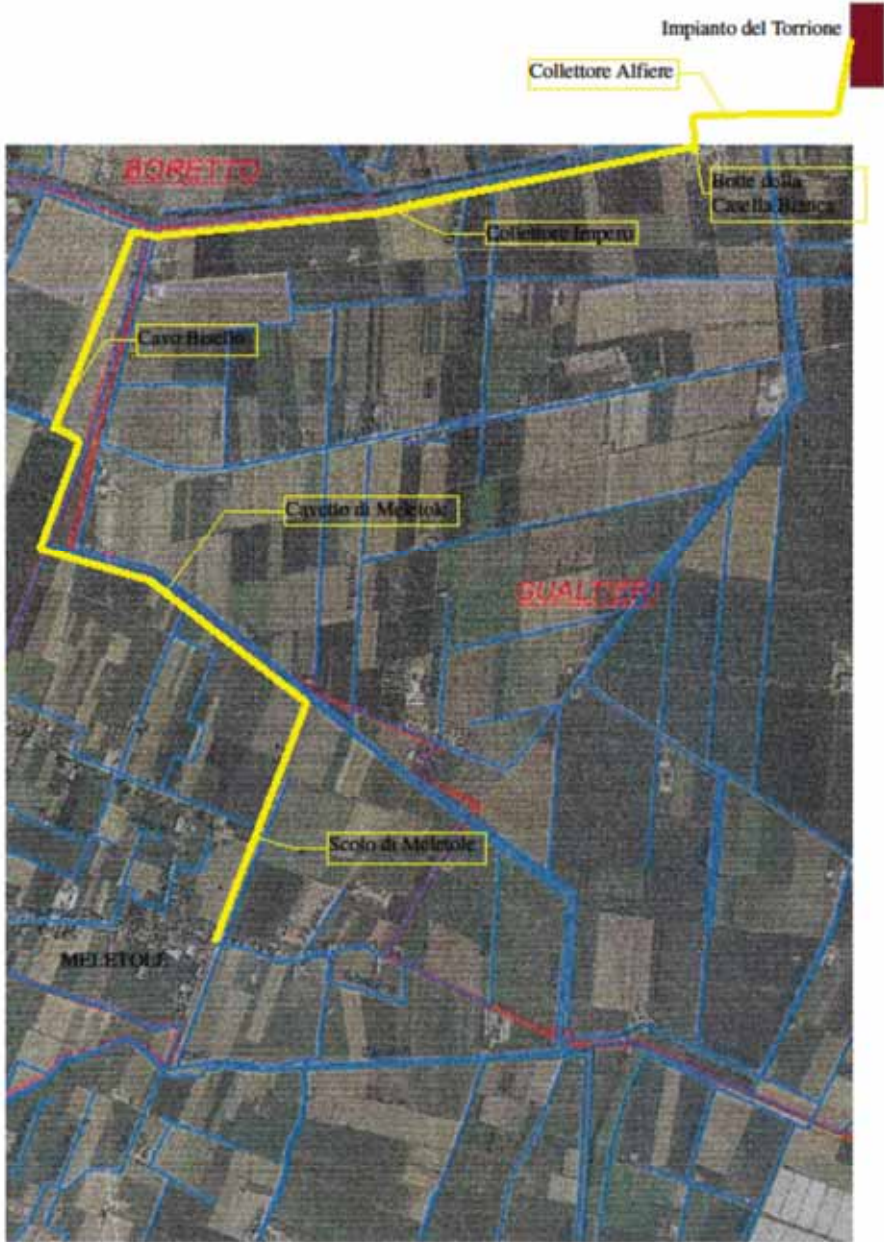 Impianto del Torrione
Collettore Alfiere
BORETTO
Botte della
Casella Bianca
Collettore Impero
Cavo Bisello
Cavetto di Meletole
GUALTIERI
Scolo di Meletole
MELETOLE